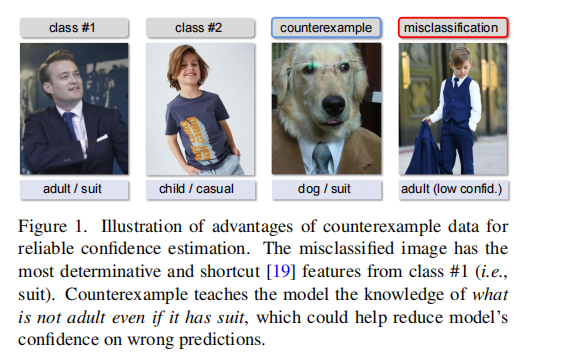 class #1
class #2
counterexample
misclassification
adult / suit
child / casual
dog / suit
adult (low confid.)
Figure 1. Illustration of advantages of counterexample data for
reliable confidence estimation. The misclassified image has the
most determinative and shortcut [19] features from class #1 (i.e.,
suit). Counterexample teaches the model the knowledge of what
is not adult even if it has suit, which could help reduce model's
confidence on wrong predictions.